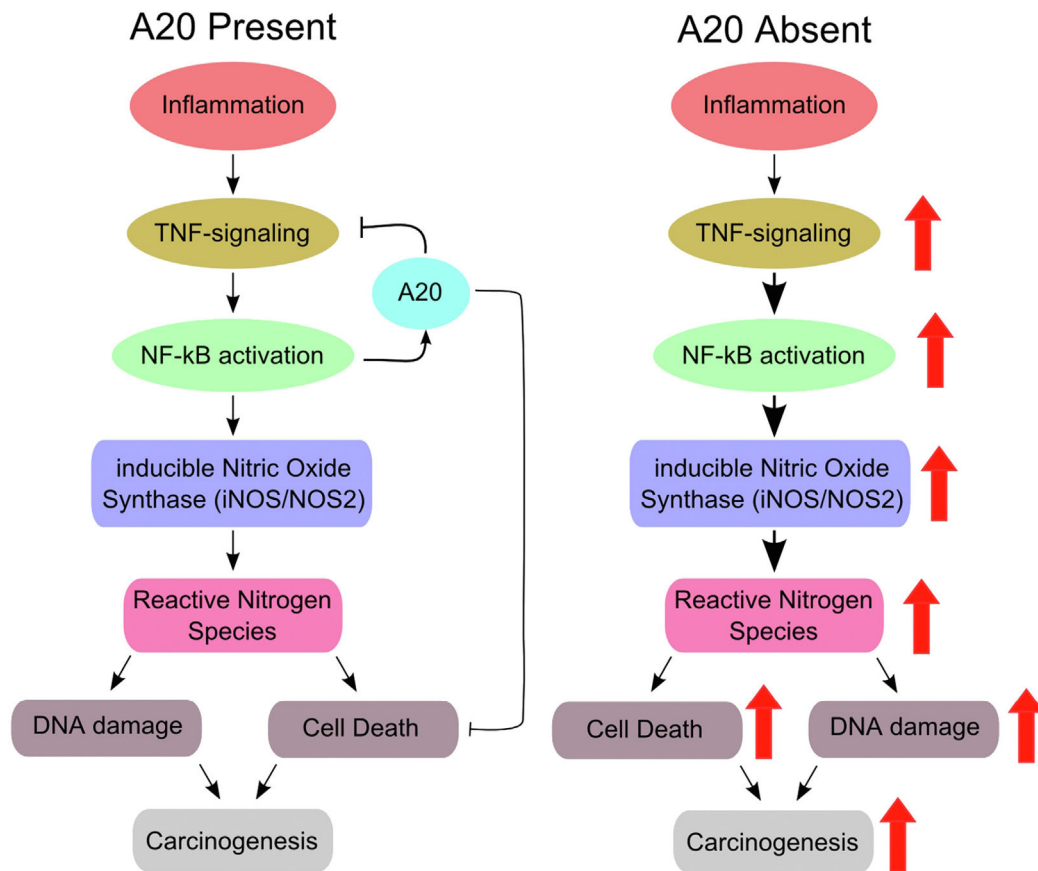 A20 Present
Inflammation
TNF-signaling
A20
NF-kB activation
inducible Nitric Oxide
Synthase (iNOS/NOS2)
Reactive Nitrogen
Species
DNA damage
Cell Death
Carcinogenesis
A20 Absent
Inflammation
TNF-signaling
NF-kB activation
inducible Nitric Oxide
Synthase (iNOS/NOS2)
Reactive Nitrogen
Species
Cell Death
DNA damage
Carcinogenesis